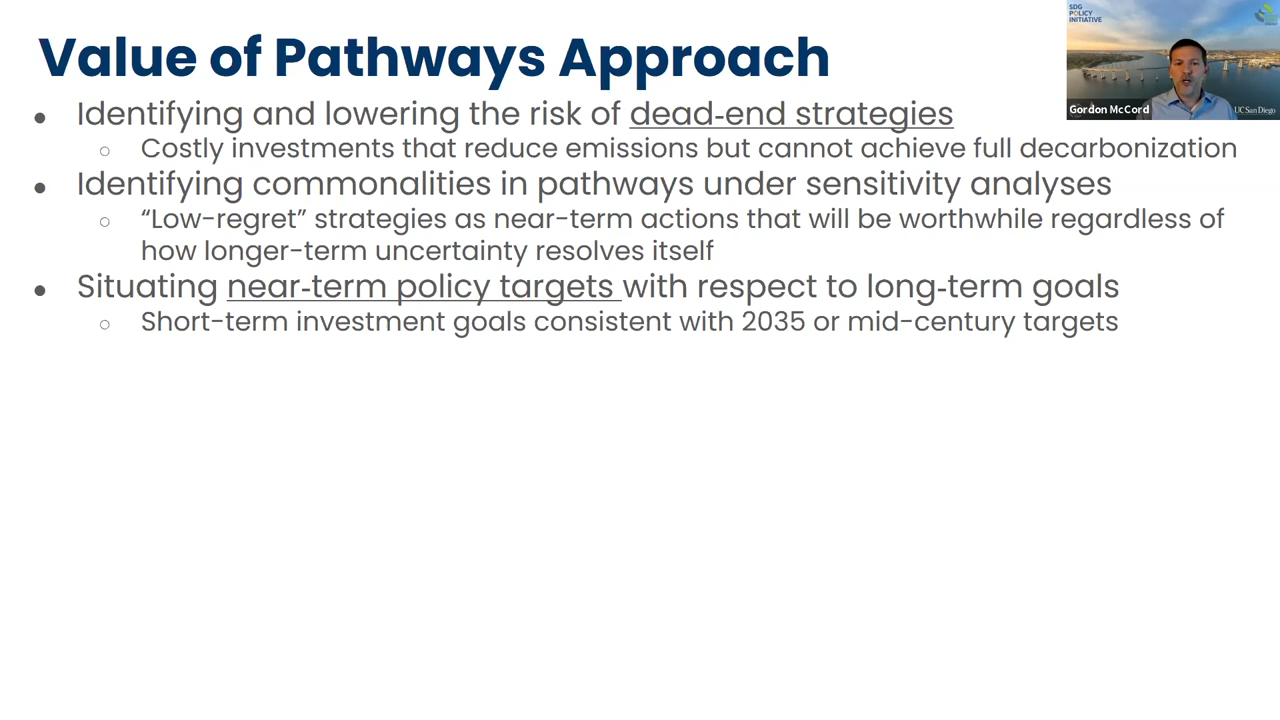 Value of Pathways Approach
SDG
POLICY
INITIATIVE
Gordon McCord
UC San Diego
● Identifying and lowering the risk of dead-end strategies
○ Costly investments that reduce emissions but cannot achieve full decarbonization
● Identifying commonalities in pathways under sensitivity analyses
○ “Low-regret” strategies as near-term actions that will be worthwhile regardless of
how longer-term uncertainty resolves itself
● Situating near-term policy targets with respect to long-term goals
○ Short-term investment goals consistent with 2035 or mid-century targets